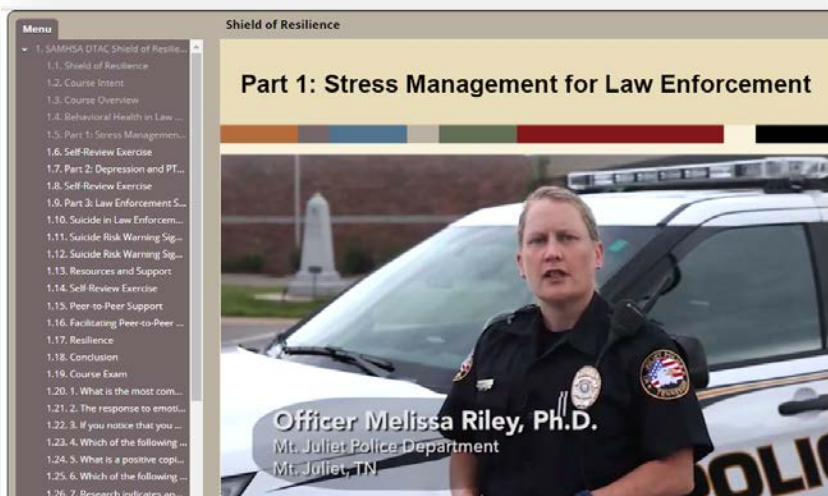 Menu
Shield of Resilience
1. SAMHSA DTAC Shield of Resilie...
1.1. Shield of Resilience
1.2. Course Intent
1.3. Course Overview
1.4. Behavioral Health in Law ...
1.5. Part 1: Stress Managemen...
1.6. Self-Review Exercise
1.7. Part 2: Depression and PT...
1.8. Self-Review Exercise
1.9. Part 3: Law Enforcement S...
1.10. Suicide in Law Enforcem...
1.11. Suicide Risk Warning Sig...
1.12. Suicide Risk Warning Sig...
1.13. Resources and Support
1.14. Self-Review Exercise
1.15. Peer-to-Peer Support
1.16. Facilitating Peer-to-Peer ...
1.17. Resilience
1.18. Conclusion
1.19. Course Exam
1.20. 1. What is the most com...
1.21. 2. The response to emoti...
1.22. 3. If you notice that you ...
1.23. 4. Which of the following ...
1.24. 5. What is a positive copi...
1.25. 6. Which of the following ...
1.26. 7. Research indicates an...
Part 1: Stress Management for Law Enforcement
Officer Melissa Riley, Ph.D.
Mt. Juliet Police Department
Mt. Juliet, TN
POLIC